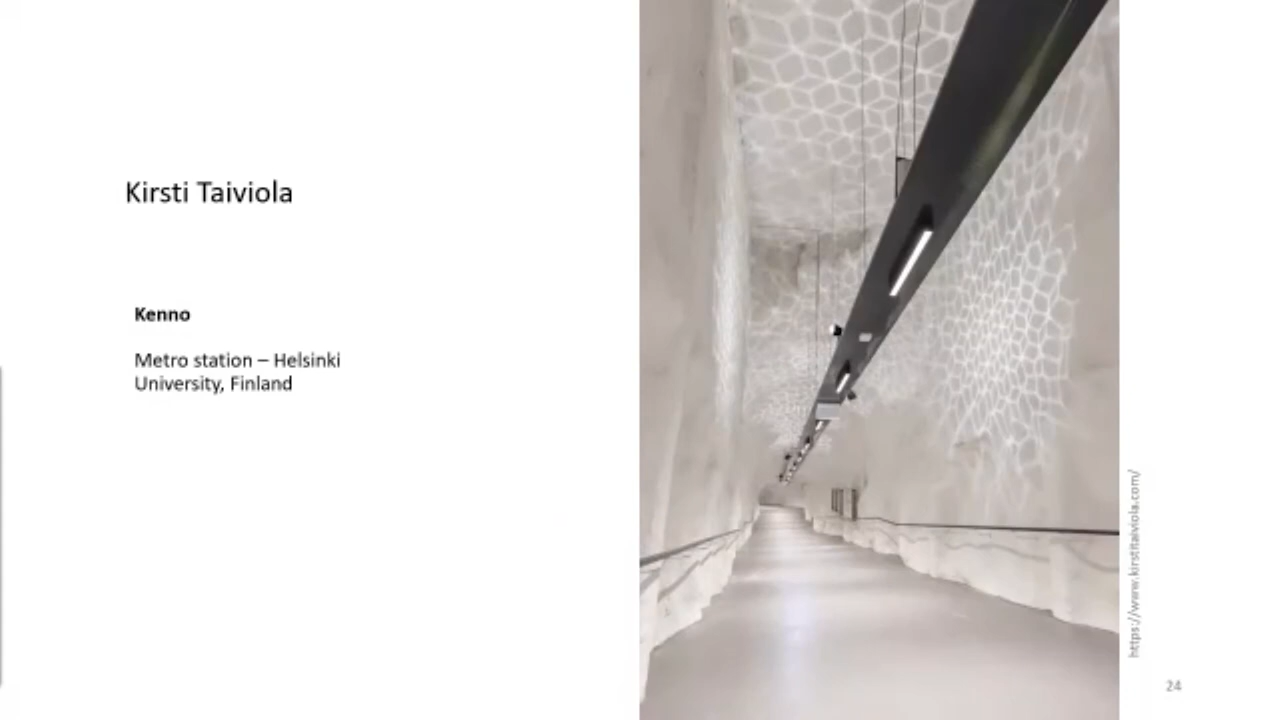 Kirsti Taiviola
Kenno
Metro station – Helsinki
University, Finland
https://www.kirstitaiviola.com/
24